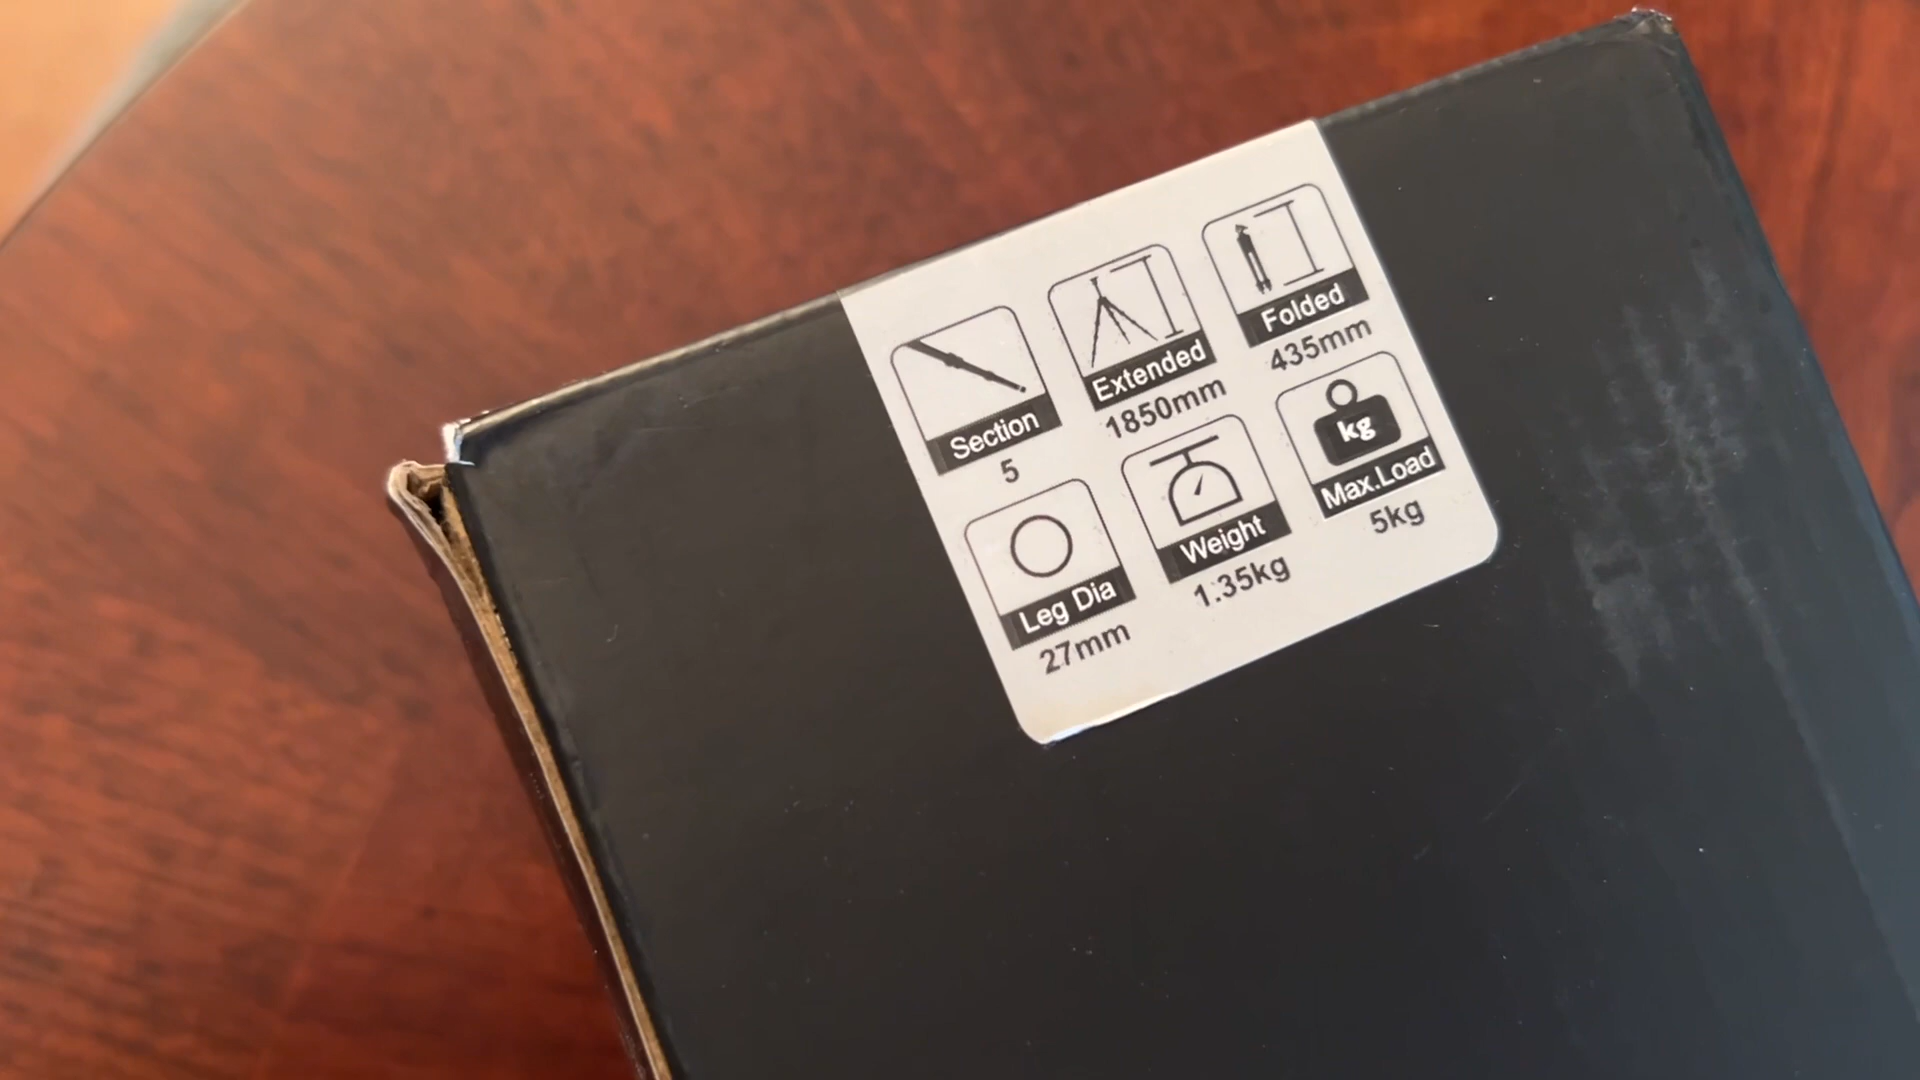 Section
5
Extended
1850mm
Folded
435mm
Leg Dia
27mm
Weight
1.35kg
kg
Max.Load
5kg